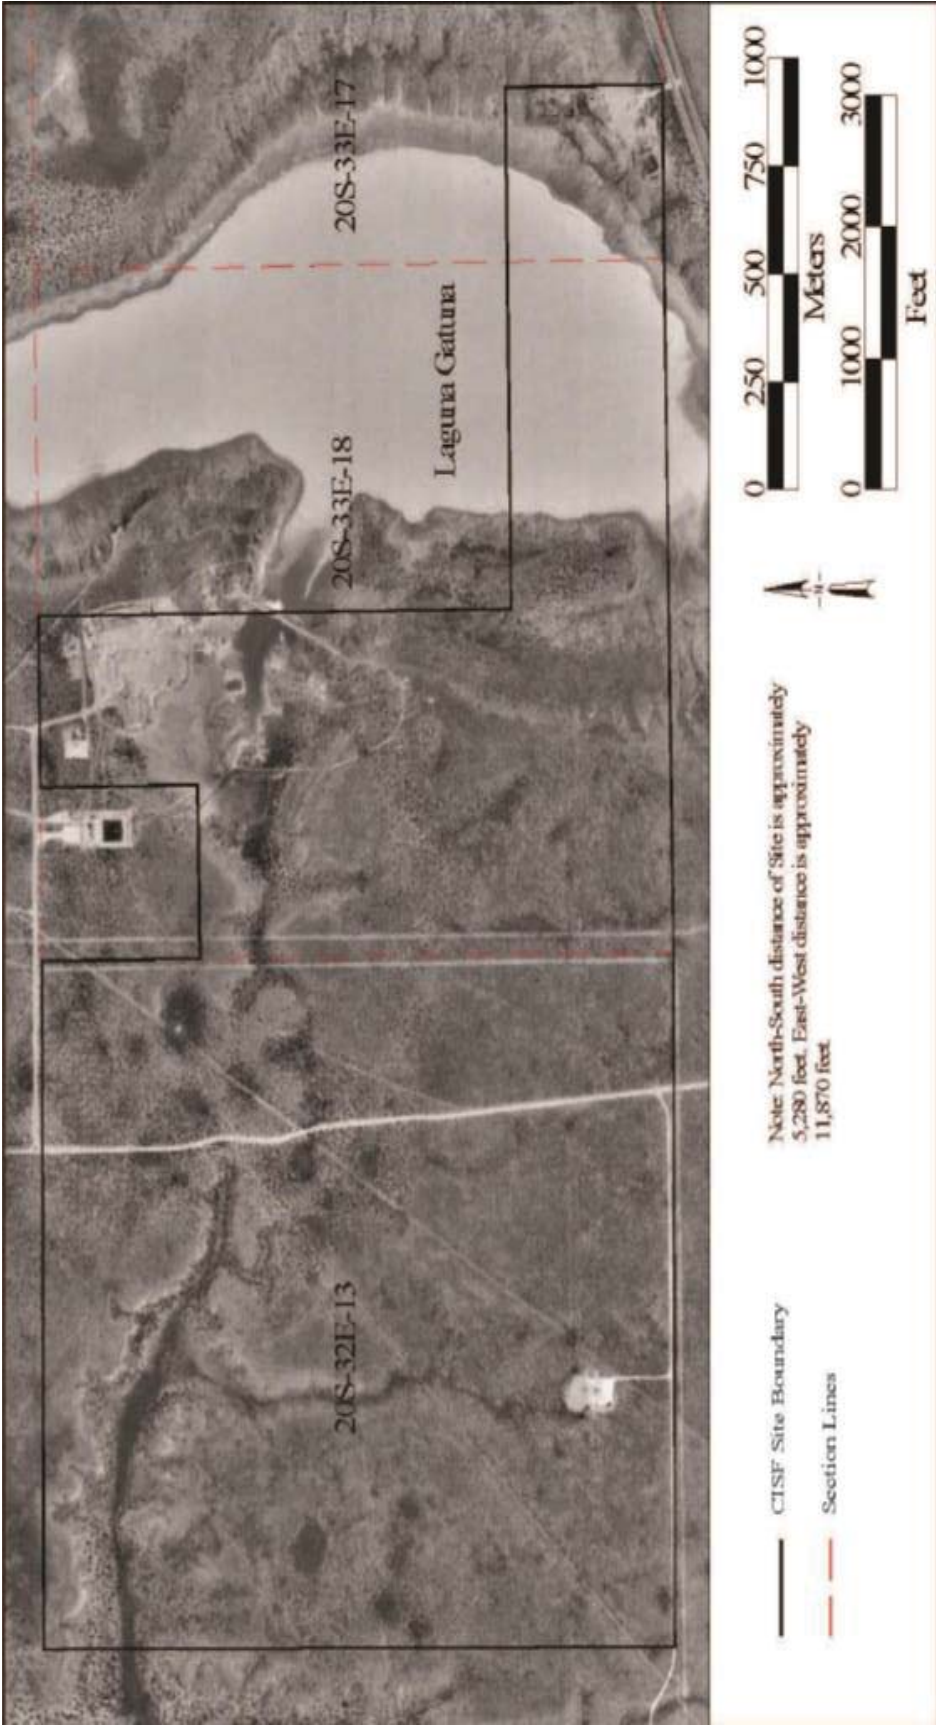 20S-32E-13
20S-33E-18
20S-33E-17
Laguna Gatuna
CISF Site Boundary
Section Lines
Note: North-South distance of Site is approximately
5,280 feet. East-West distance is approximately
11,870 feet
N
0 250 500 750 1000
Meters
0 1000 2000 3000
Feet